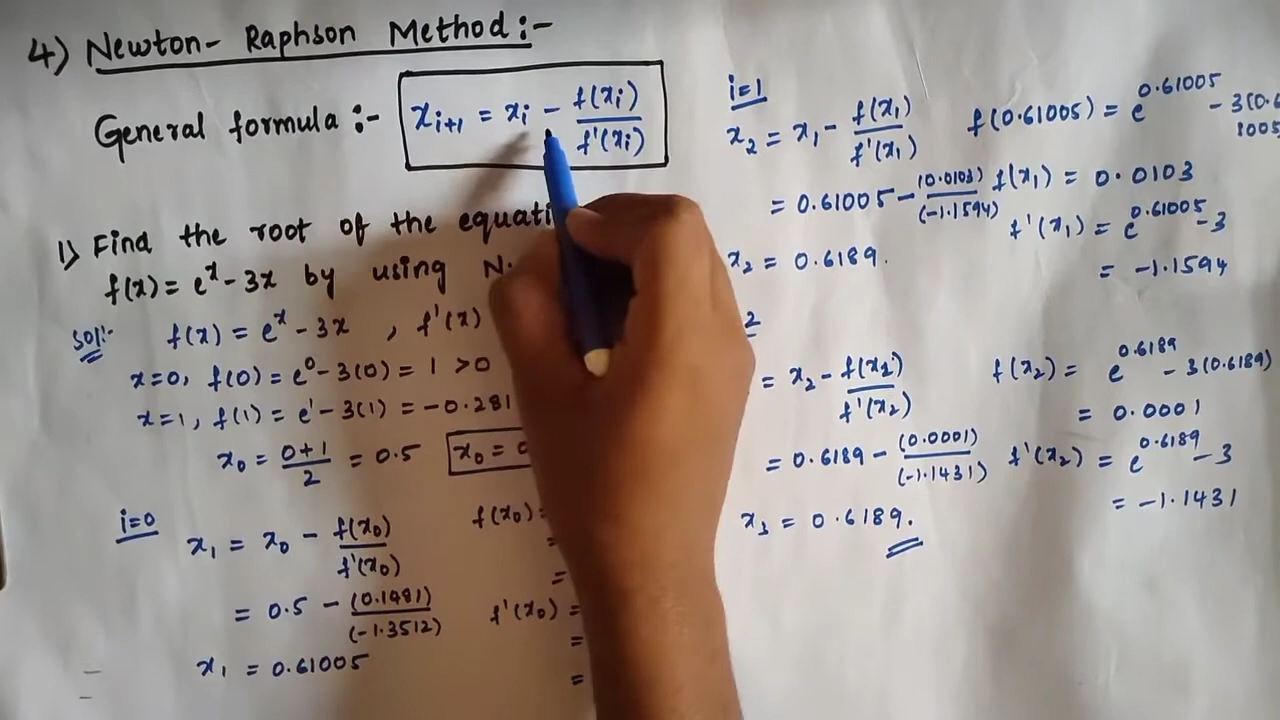 4) Newton-Raphson Method:-
General formula:- x_{i+1} = x_i - f(x_i)/f'(x_i)
1) Find the root of the equati
f(x) = e^x - 3x by using N.
Sol:- f(x) = e^x - 3x , f'(x)
x=0, f(0) = e^0 - 3(0) = 1 > 0
x=1, f(1) = e^1 - 3(1) = -0.281
x_0 = (0+1)/2 = 0.5 x_0 = 0
i=0
x_1 = x_0 - f(x_0)/f'(x_0) f(x_0) =
=
= 0.5 - (0.1481)/(-1.3512) =
f'(x_0) =
=
x_1 = 0.61005 =
i=1
x_2 = x_1 - f(x_1)/f'(x_1) f(0.61005) = e^{0.61005} - 3(0.6
1005
= 0.61005 - (0.0103)/(-1.1594) f(x_1) = 0.0103
f'(x_1) = e^{0.61005} - 3
x_2 = 0.6189. = -1.1594
2
= x_2 - f(x_2)/f'(x_2) f(x_2) = e^{0.6189} - 3(0.6189)
= 0.0001
= 0.6189 - (0.0001)/(-1.1431) f'(x_2) = e^{0.6189} - 3
= -1.1431
x_3 = 0.6189.